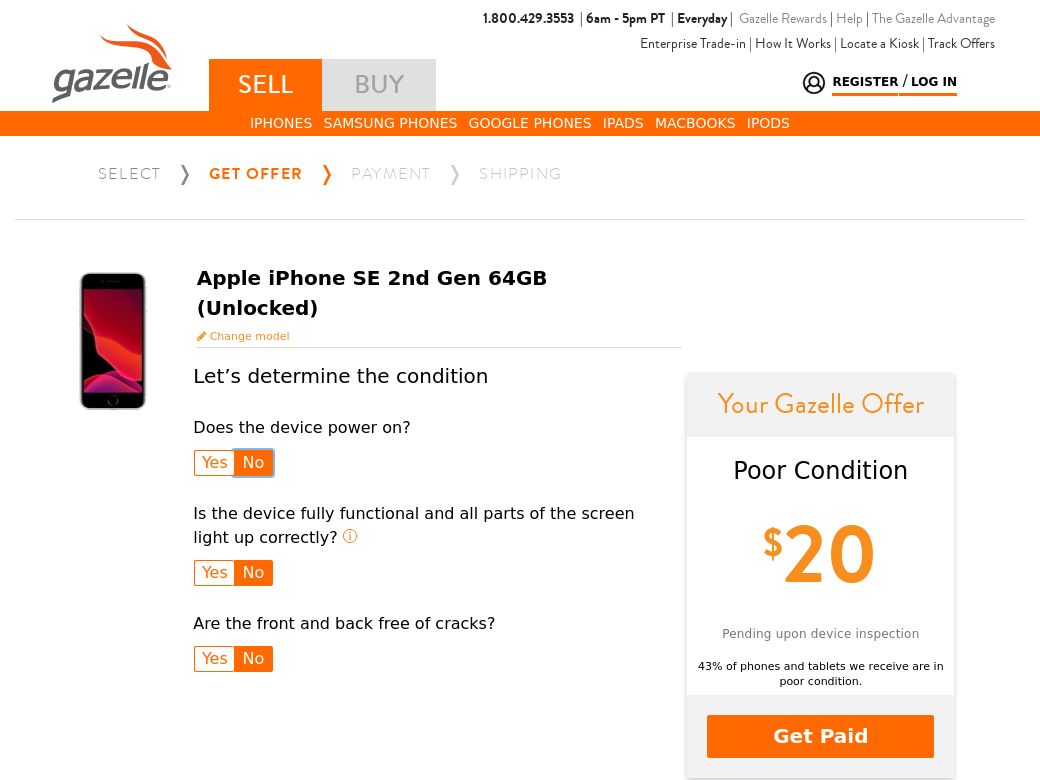 1.800.429.3553 | 6am - 5pm PT | Everyday | Gazelle Rewards | Help | The Gazelle Advantage
Enterprise Trade-in | How It Works | Locate a Kiosk | Track Offers
gazelle
SELL
BUY
REGISTER / LOG IN
IPHONES SAMSUNG PHONES GOOGLE PHONES IPADS MACBOOKS IPODS
SELECT ❭ GET OFFER ❭ PAYMENT ❭ SHIPPING
Apple iPhone SE 2nd Gen 64GB
(Unlocked)
Change model
Let’s determine the condition
Does the device power on?
Yes No
Is the device fully functional and all parts of the screen
light up correctly?
Yes No
Are the front and back free of cracks?
Yes No
Your Gazelle Offer
Poor Condition
$20
Pending upon device inspection
43% of phones and tablets we receive are in
poor condition.
Get Paid